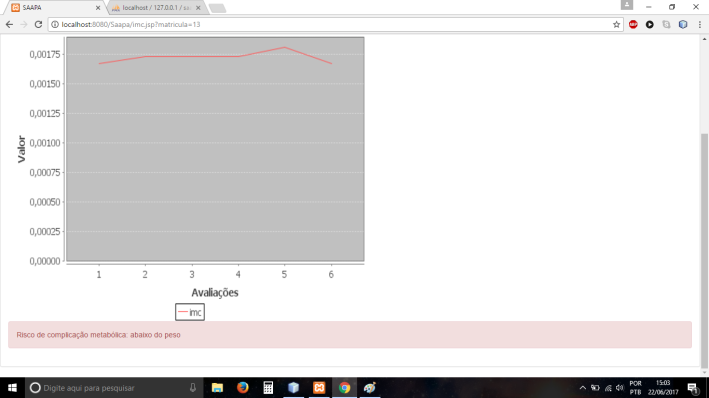 SAAPA
localhost / 127.0.0.1 / sa
localhost:8080/Saapa/imc.jsp?matricula=13
0,00175
0,00150
0,00125
0,00100
0,00075
0,00050
0,00025
0,00000
Valor
1 2 3 4 5 6
Avaliações
imc
Risco de complicação metabólica: abaixo do peso
Digite aqui para pesquisar
POR 15:03
PTB 22/06/2017